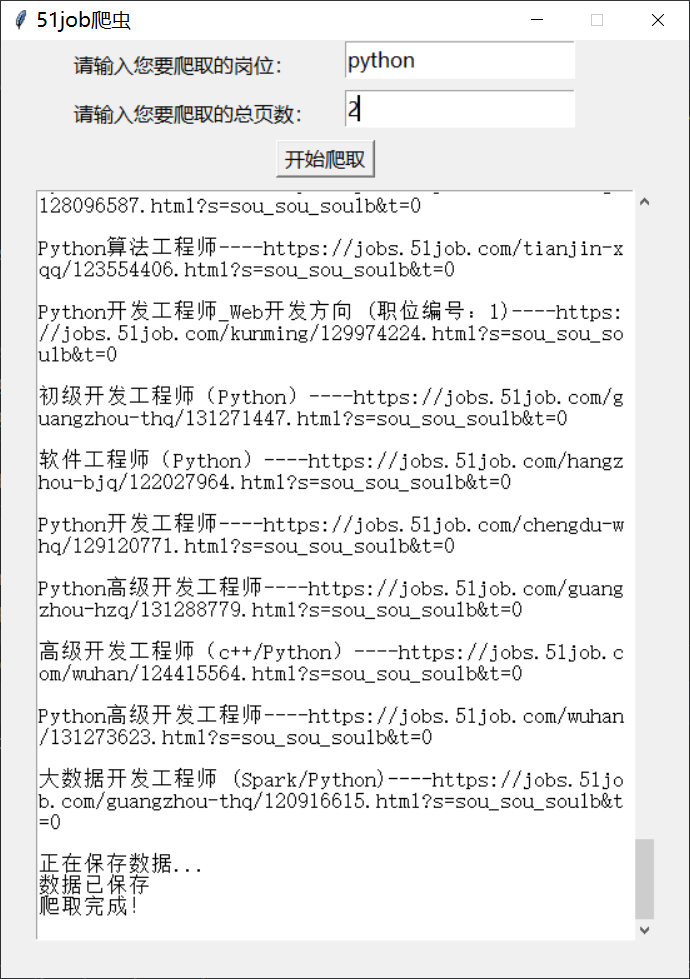 51job爬虫
请输入您要爬取的岗位:
python
请输入您要爬取的总页数:
2
开始爬取
128096587.html?s=sou_sou_soulb&t=0
Python算法工程师----https://jobs.51job.com/tianjin-x
qq/123554406.html?s=sou_sou_soulb&t=0
Python开发工程师_Web开发方向 (职位编号：1)----https:
//jobs.51job.com/kunming/129974224.html?s=sou_sou_so
ulb&t=0
初级开发工程师（Python）----https://jobs.51job.com/g
uangzhou-thq/131271447.html?s=sou_sou_soulb&t=0
软件工程师（Python）----https://jobs.51job.com/hangz
hou-bjq/122027964.html?s=sou_sou_soulb&t=0
Python开发工程师----https://jobs.51job.com/chengdu-w
hq/129120771.html?s=sou_sou_soulb&t=0
Python高级开发工程师----https://jobs.51job.com/guang
zhou-hzq/131288779.html?s=sou_sou_soulb&t=0
高级开发工程师（c++/Python）----https://jobs.51job.c
om/wuhan/124415564.html?s=sou_sou_soulb&t=0
Python高级开发工程师----https://jobs.51job.com/wuhan
/131273623.html?s=sou_sou_soulb&t=0
大数据开发工程师 (Spark/Python)----https://jobs.51jo
b.com/guangzhou-thq/120916615.html?s=sou_sou_soulb&t
=0
正在保存数据...
数据已保存
爬取完成!